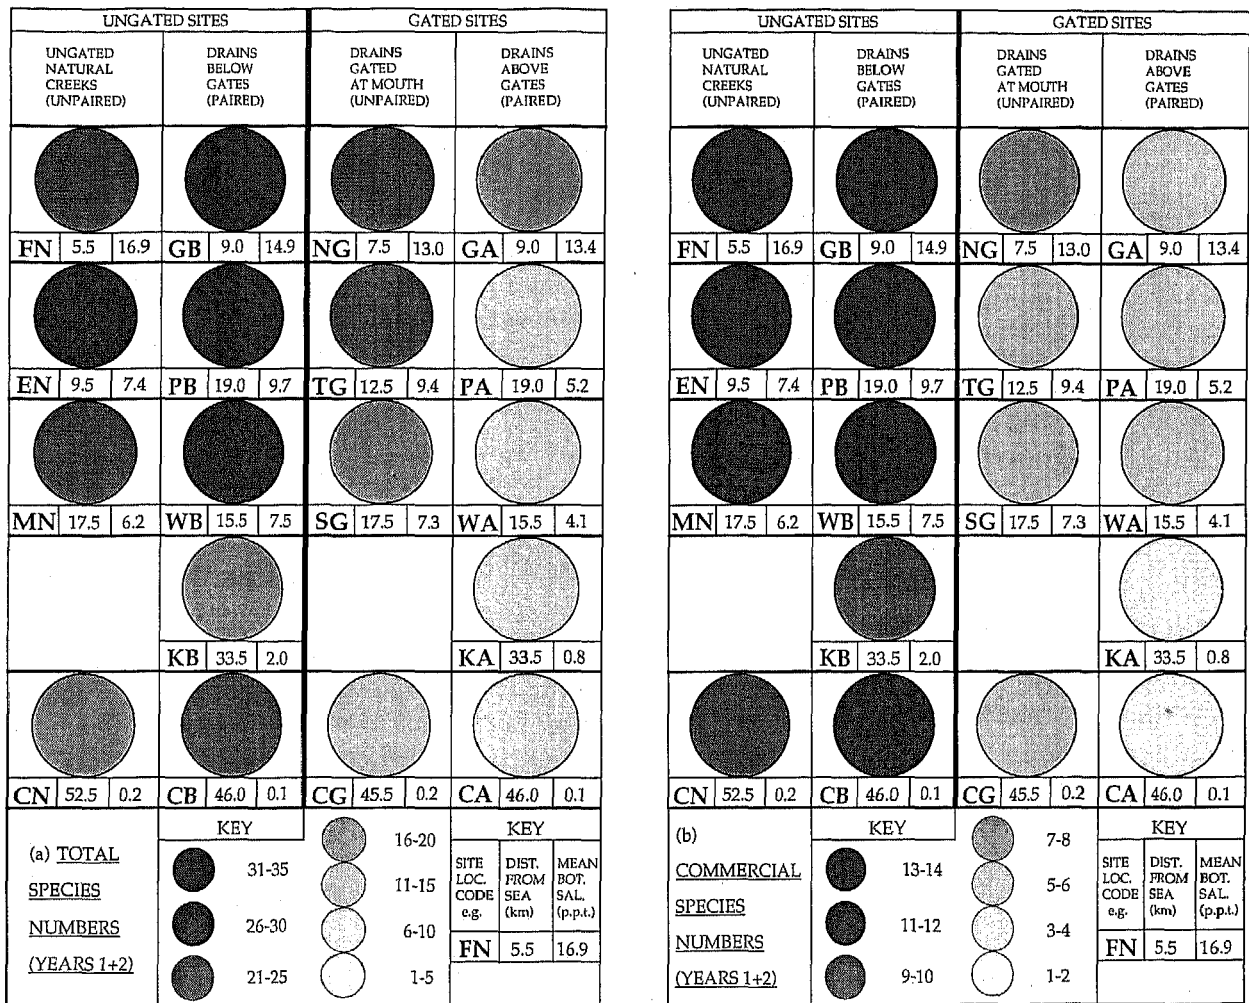 UNGATED SITES
GATED SITES
UNGATED
NATURAL
CREEKS
(UNPAIRED)
DRAINS
BELOW
GATES
(PAIRED)
DRAINS
GATED
AT MOUTH
(UNPAIRED)
DRAINS
ABOVE
GATES
(PAIRED)
FN 5.5 16.9 GB 9.0 14.9 NG 7.5 13.0 GA 9.0 13.4
EN 9.5 7.4 PB 19.0 9.7 TG 12.5 9.4 PA 19.0 5.2
MN 17.5 6.2 WB 15.5 7.5 SG 17.5 7.3 WA 15.5 4.1
KB 33.5 2.0 KA 33.5 0.8
CN 52.5 0.2 CB 46.0 0.1 CG 45.5 0.2 CA 46.0 0.1
(a) TOTAL
SPECIES
NUMBERS
(YEARS 1+2)
KEY
31-35
26-30
21-25
16-20
11-15
6-10
1-5
KEY
SITE
LOC.
CODE
e.g.
DIST.
FROM
SEA
(km)
MEAN
BOT.
SAL.
(p.p.t.)
FN 5.5 16.9
UNGATED SITES
GATED SITES
UNGATED
NATURAL
CREEKS
(UNPAIRED)
DRAINS
BELOW
GATES
(PAIRED)
DRAINS
GATED
AT MOUTH
(UNPAIRED)
DRAINS
ABOVE
GATES
(PAIRED)
FN 5.5 16.9 GB 9.0 14.9 NG 7.5 13.0 GA 9.0 13.4
EN 9.5 7.4 PB 19.0 9.7 TG 12.5 9.4 PA 19.0 5.2
MN 17.5 6.2 WB 15.5 7.5 SG 17.5 7.3 WA 15.5 4.1
KB 33.5 2.0 KA 33.5 0.8
CN 52.5 0.2 CB 46.0 0.1 CG 45.5 0.2 CA 46.0 0.1
(b)
COMMERCIAL
SPECIES
NUMBERS
(YEARS 1+2)
KEY
13-14
11-12
9-10
7-8
5-6
3-4
1-2
KEY
SITE
LOC.
CODE
e.g.
DIST.
FROM
SEA
(km)
MEAN
BOT.
SAL.
(p.p.t.)
FN 5.5 16.9